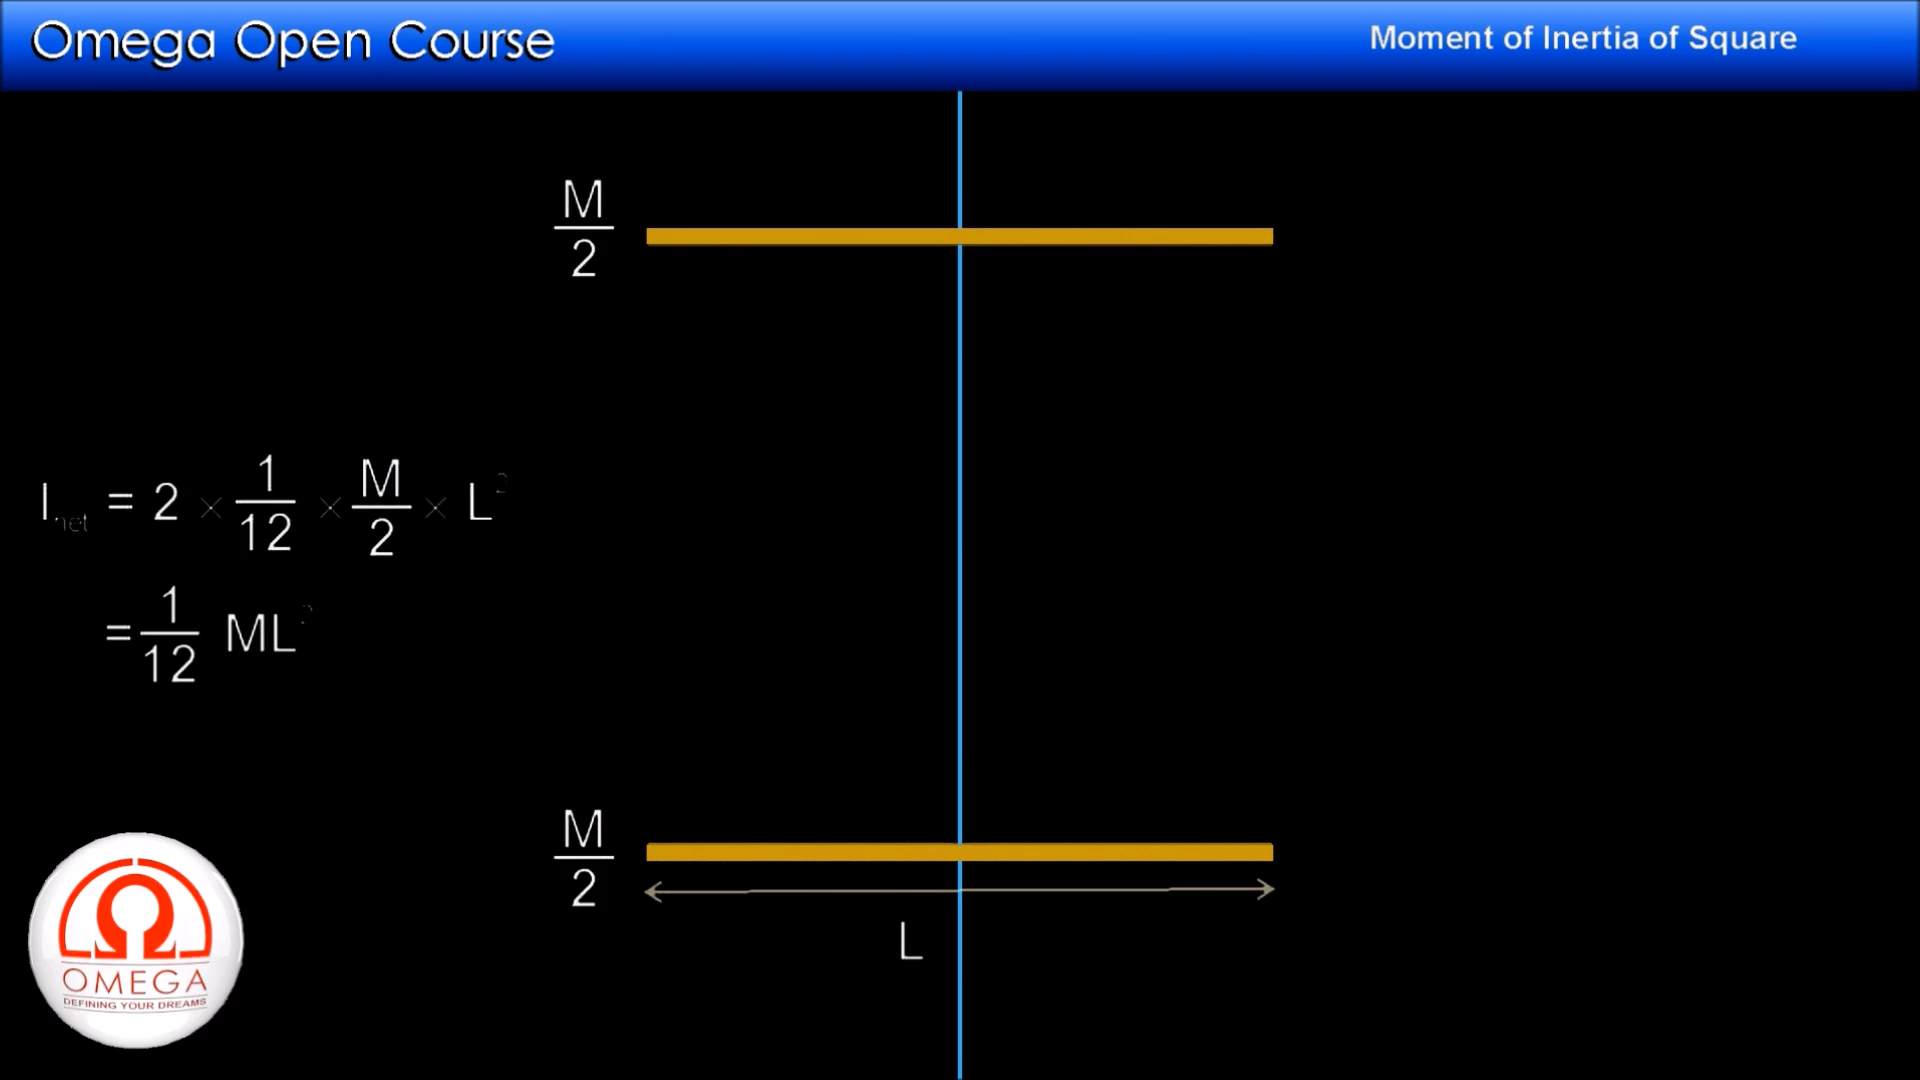 Omega Open Course
Moment of Inertia of Square
M
2
I_net = 2 × 1/12 × M/2 × L²
= 1/12 ML²
M
2
L
OMEGA
DEFINING YOUR DREAMS